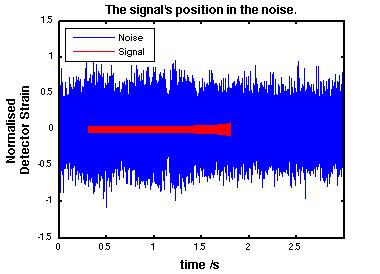 The signal's position in the noise.
Noise
Signal
Normalised
Detector Strain
1.5
1
0.5
0
-0.5
-1
-1.5
0
0.5
1
1.5
2
2.5
time /s